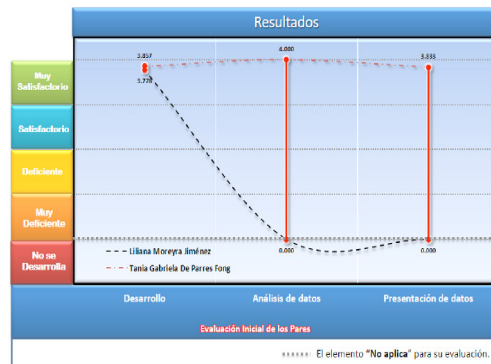 Resultados
3.857
4.000
3.833
3.778
Muy
Satisfactorio
Satisfactorio
Deficiente
Muy
Deficiente
No se
Desarrolla
0.000
0.000
Liliana Moreyra Jiménez
Tania Gabriela De Parres Fong
Desarrollo
Análisis de datos
Presentación de datos
Evaluación Inicial de los Pares
El elemento "No aplica" para su evaluación.